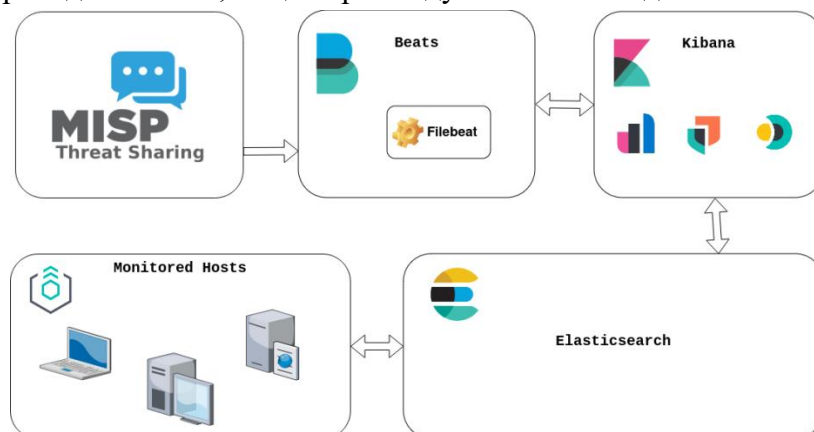 MISP
Threat Sharing
Beats
Filebeat
Kibana
Monitored Hosts
Elasticsearch